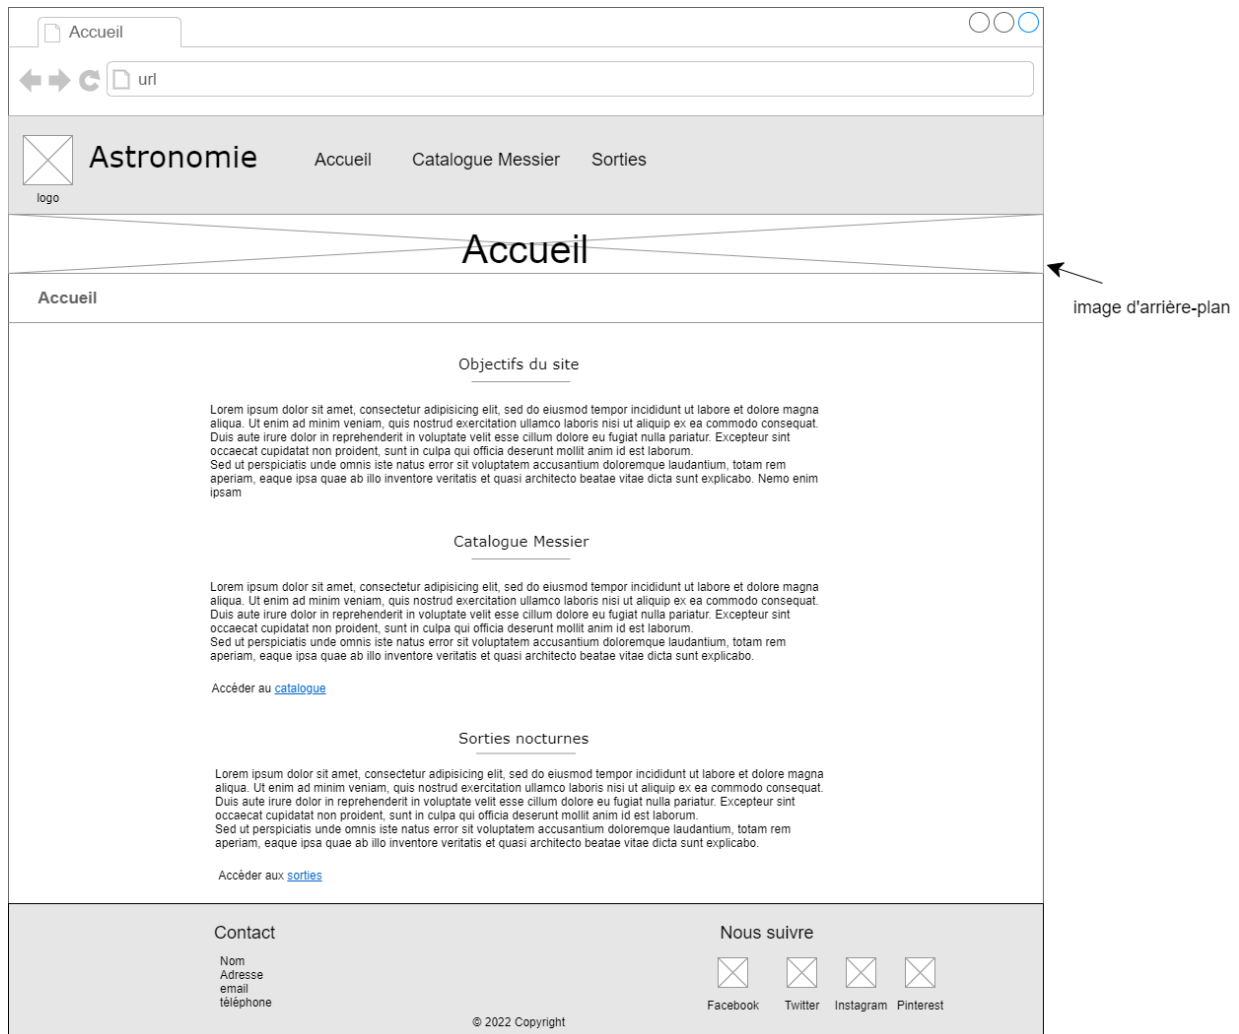 Accueil
url
Astronomie
Accueil
Catalogue Messier
Sorties
logo
Accueil
image d'arrière-plan
Accueil
Objectifs du site
Lorem ipsum dolor sit amet, consectetur adipisicing elit, sed do eiusmod tempor incididunt ut labore et dolore magna
aliqua. Ut enim ad minim veniam, quis nostrud exercitation ullamco laboris nisi ut aliquip ex ea commodo consequat.
Duis aute irure dolor in reprehenderit in voluptate velit esse cillum dolore eu fugiat nulla pariatur. Excepteur sint
occaecat cupidatat non proident, sunt in culpa qui officia deserunt mollit anim id est laborum.
Sed ut perspiciatis unde omnis iste natus error sit voluptatem accusantium doloremque laudantium, totam rem
aperiam, eaque ipsa quae ab illo inventore veritatis et quasi architecto beatae vitae dicta sunt explicabo. Nemo enim
ipsam
Catalogue Messier
Lorem ipsum dolor sit amet, consectetur adipisicing elit, sed do eiusmod tempor incididunt ut labore et dolore magna
aliqua. Ut enim ad minim veniam, quis nostrud exercitation ullamco laboris nisi ut aliquip ex ea commodo consequat.
Duis aute irure dolor in reprehenderit in voluptate velit esse cillum dolore eu fugiat nulla pariatur. Excepteur sint
occaecat cupidatat non proident, sunt in culpa qui officia deserunt mollit anim id est laborum.
Sed ut perspiciatis unde omnis iste natus error sit voluptatem accusantium doloremque laudantium, totam rem
aperiam, eaque ipsa quae ab illo inventore veritatis et quasi architecto beatae vitae dicta sunt explicabo.
Accéder au catalogue
Sorties nocturnes
Lorem ipsum dolor sit amet, consectetur adipisicing elit, sed do eiusmod tempor incididunt ut labore et dolore magna
aliqua. Ut enim ad minim veniam, quis nostrud exercitation ullamco laboris nisi ut aliquip ex ea commodo consequat.
Duis aute irure dolor in reprehenderit in voluptate velit esse cillum dolore eu fugiat nulla pariatur. Excepteur sint
occaecat cupidatat non proident, sunt in culpa qui officia deserunt mollit anim id est laborum.
Sed ut perspiciatis unde omnis iste natus error sit voluptatem accusantium doloremque laudantium, totam rem
aperiam, eaque ipsa quae ab illo inventore veritatis et quasi architecto beatae vitae dicta sunt explicabo.
Accéder aux sorties
Contact
Nom
Adresse
email
téléphone
Nous suivre
Facebook
Twitter
Instagram
Pinterest
© 2022 Copyright